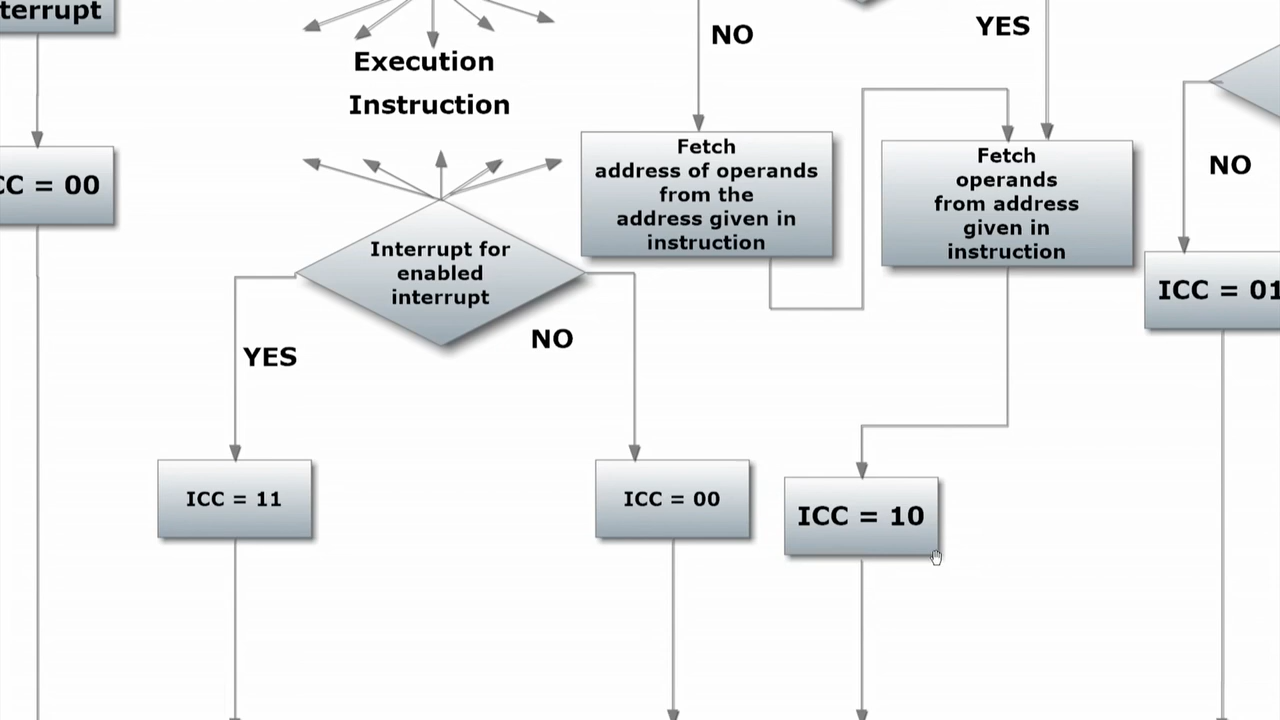 terrupt
CC = 00
Execution
Instruction
Interrupt for
enabled
interrupt
YES
NO
ICC = 11
ICC = 00
NO
Fetch
address of operands
from the
address given in
instruction
YES
Fetch
operands
from address
given in
instruction
ICC = 10
NO
ICC = 01